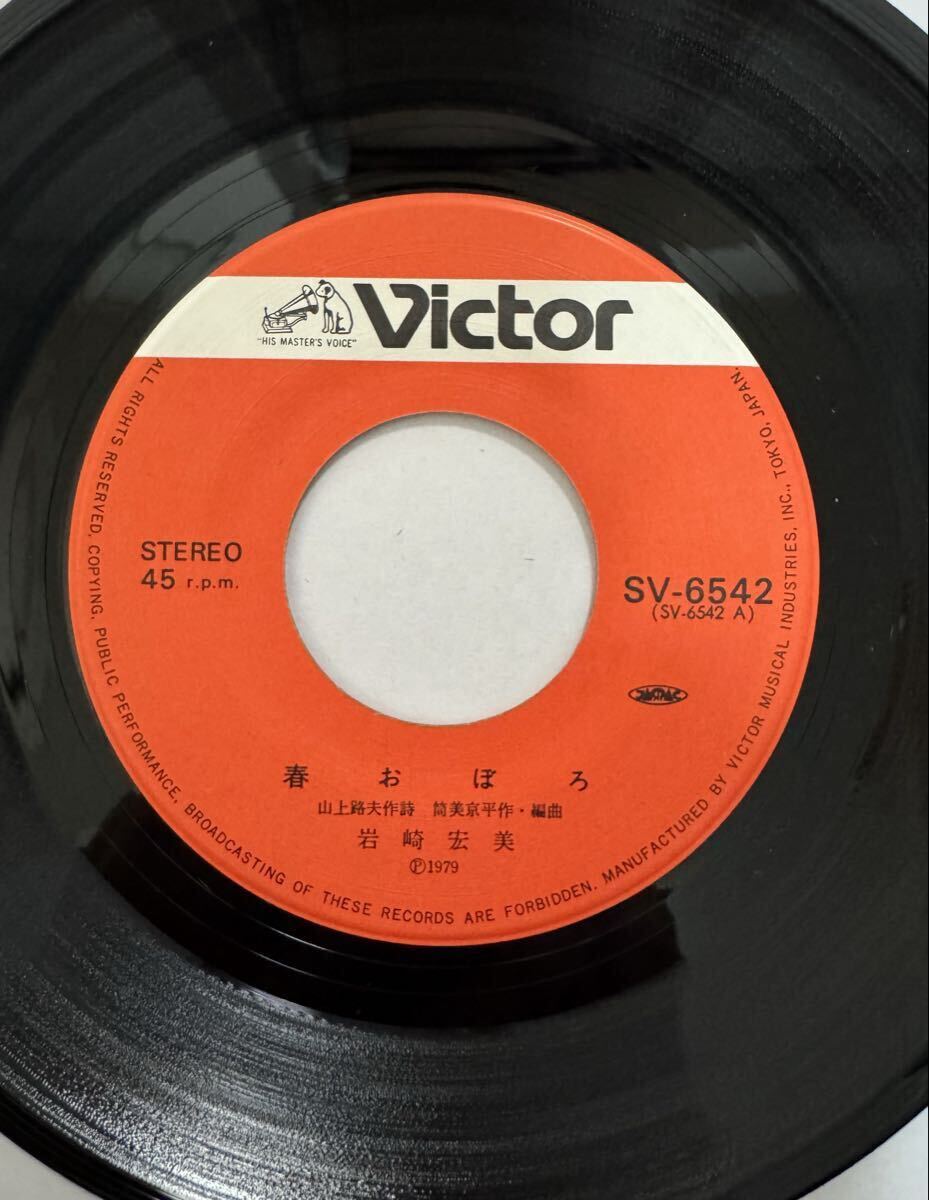 Victor
"HIS MASTER'S VOICE"
STEREO
45 r.p.m.
SV-6542
(SV-6542 A)
JASRAC
春おぼろ
山上路夫作詩 筒美京平作・編曲
岩崎宏美
Ⓟ1979
ALL RIGHTS RESERVED, COPYING, PUBLIC PERFORMANCE, BROADCASTING OF THESE RECORDS ARE FORBIDDEN. MANUFACTURED BY VICTOR MUSICAL INDUSTRIES, INC., TOKYO, JAPAN.